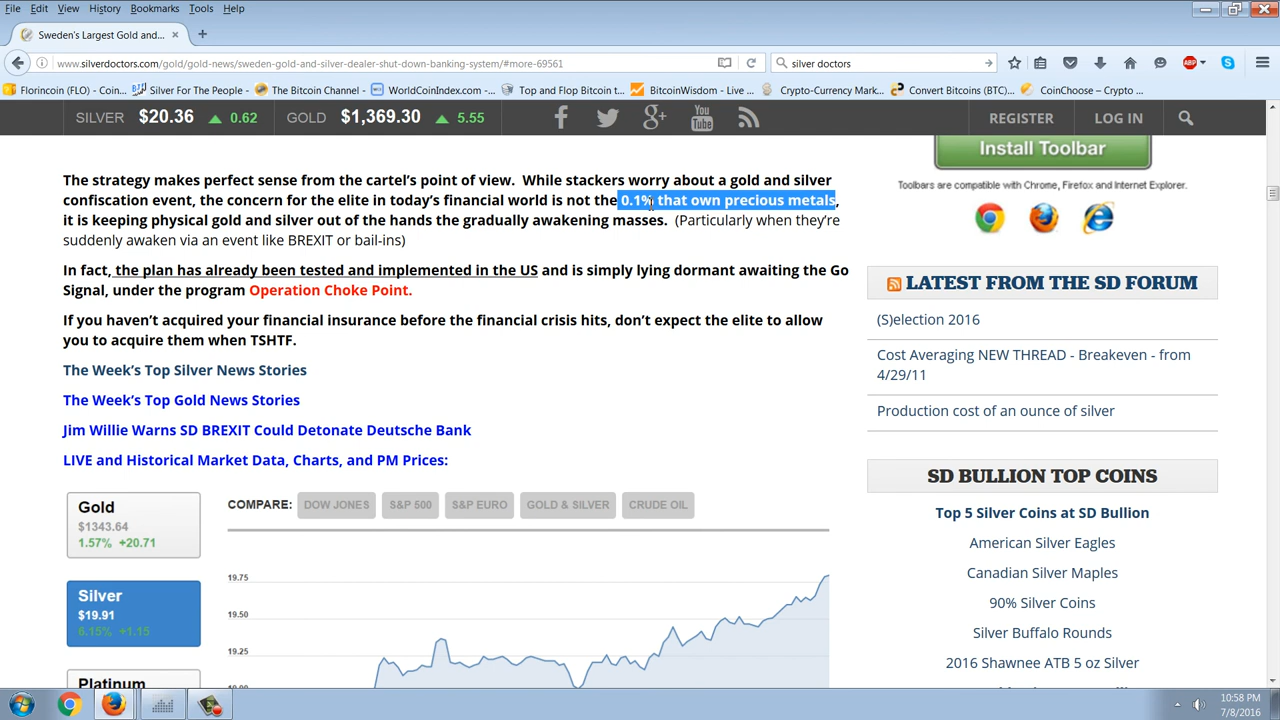 File Edit View History Bookmarks Tools Help
Sweden's Largest Gold and...
www.silverdoctors.com/gold/gold-news/sweden-gold-and-silver-dealer-shut-down-banking-system/#more-69561
silver doctors
ABP
Florincoin (FLO) - Coin...
Silver For The People - ...
The Bitcoin Channel - ...
WorldCoinIndex.com -...
Top and Flop Bitcoin t...
BitcoinWisdom - Live ...
Crypto-Currency Mark...
Convert Bitcoins (BTC)...
CoinChoose – Crypto ...
SILVER $20.36 ▲ 0.62 GOLD $1,369.30 ▲ 5.55
You Tube
REGISTER LOG IN
Install Toolbar
Toolbars are compatible with Chrome, Firefox and Internet Explorer.
The strategy makes perfect sense from the cartel's point of view. While stackers worry about a gold and silver
confiscation event, the concern for the elite in today's financial world is not the 0.1% that own precious metals,
it is keeping physical gold and silver out of the hands the gradually awakening masses. (Particularly when they're
suddenly awaken via an event like BREXIT or bail-ins)
In fact, the plan has already been tested and implemented in the US and is simply lying dormant awaiting the Go
Signal, under the program Operation Choke Point.
If you haven't acquired your financial insurance before the financial crisis hits, don't expect the elite to allow
you to acquire them when TSHTF.
The Week's Top Silver News Stories
The Week's Top Gold News Stories
Jim Willie Warns SD BREXIT Could Detonate Deutsche Bank
LIVE and Historical Market Data, Charts, and PM Prices:
Gold
$1343.64
1.57% +20.71
Silver
$19.91
6.15% +1.15
Platinum
COMPARE: DOW JONES S&P 500 S&P EURO GOLD & SILVER CRUDE OIL
19.75
19.50
19.25
19.00
LATEST FROM THE SD FORUM
(S)election 2016
Cost Averaging NEW THREAD - Breakeven - from
4/29/11
Production cost of an ounce of silver
SD BULLION TOP COINS
Top 5 Silver Coins at SD Bullion
American Silver Eagles
Canadian Silver Maples
90% Silver Coins
Silver Buffalo Rounds
2016 Shawnee ATB 5 oz Silver
10:58 PM
7/8/2016